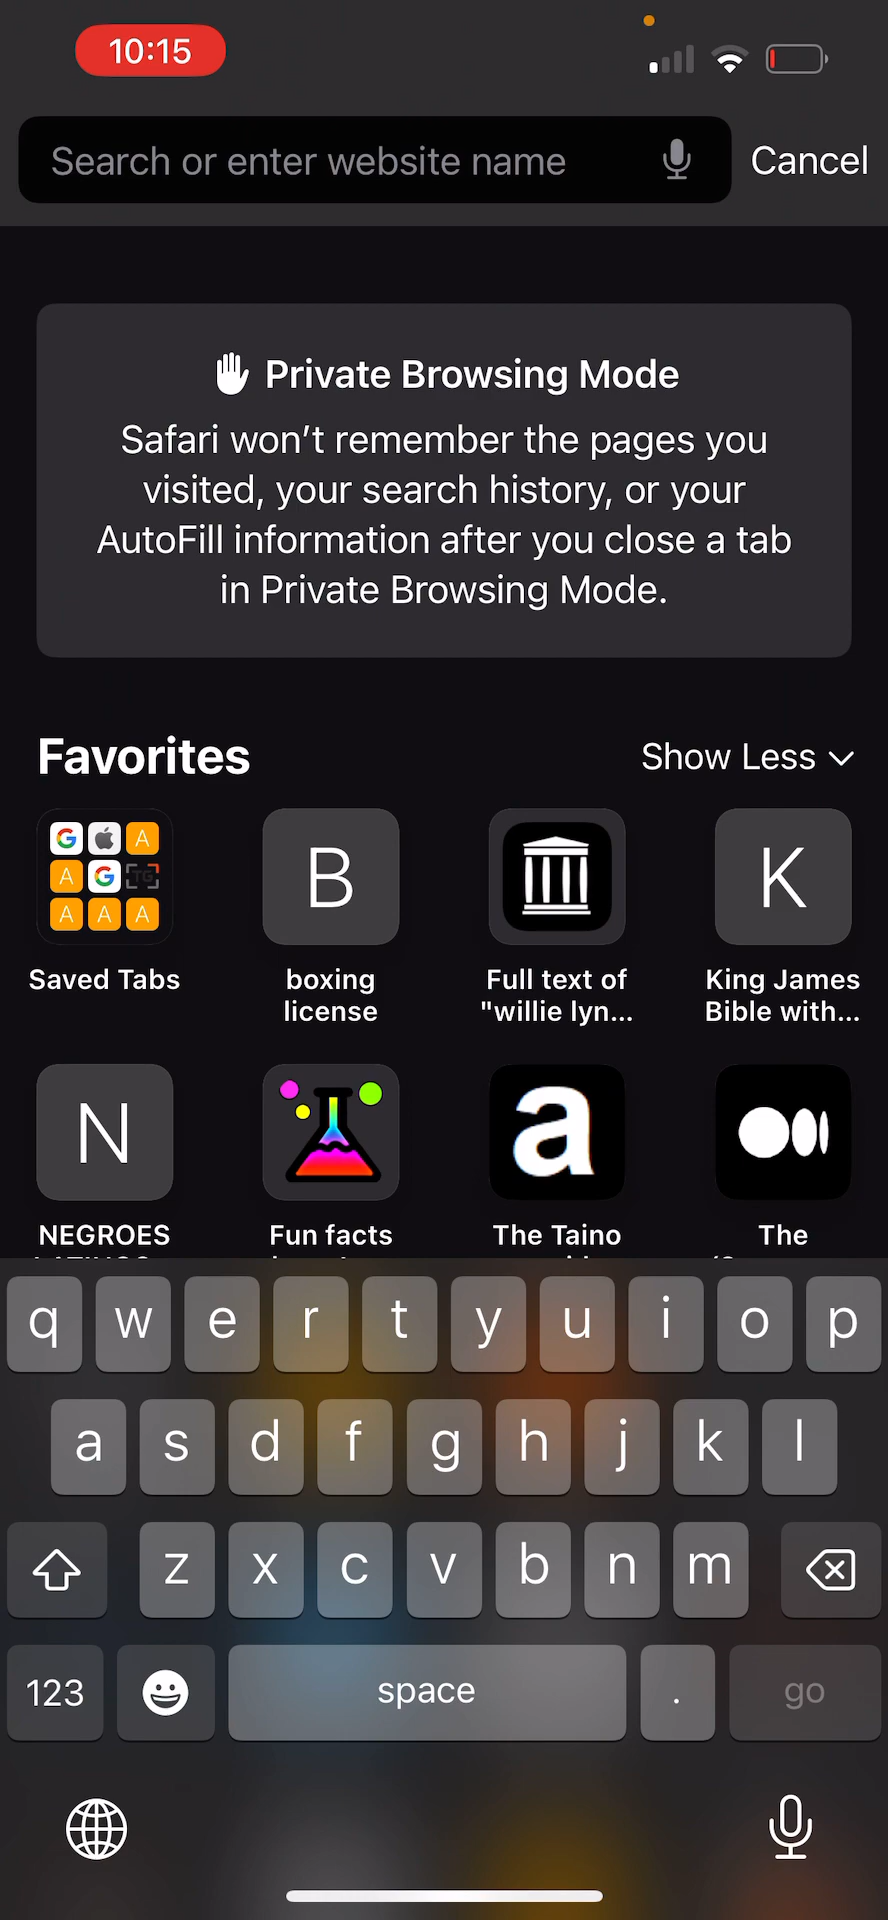 10:15
Search or enter website name
Cancel
Private Browsing Mode
Safari won't remember the pages you
visited, your search history, or your
AutoFill information after you close a tab
in Private Browsing Mode.
Favorites
Show Less
G A
A G TG
A A A
B
K
Saved Tabs
boxing
license
Full text of
"willie lyn...
King James
Bible with...
N
a
NEGROES
Fun facts
The Taino
The
q w e r t y u i o p
a s d f g h j k l
z x c v b n m
123 space . go